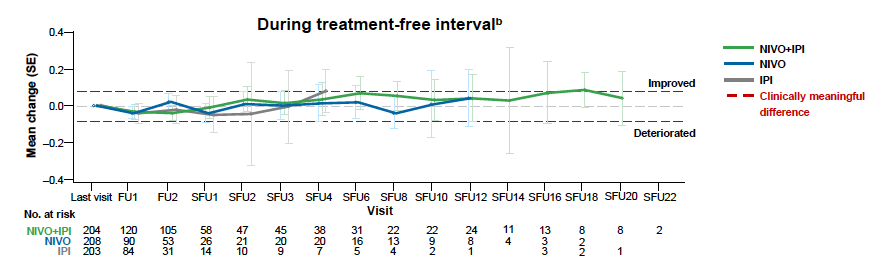 During treatment-free intervalᵇ
Mean change (SE)
0.4
0.2
0.0
−0.2
−0.4
Improved
Deteriorated
NIVO+IPI
NIVO
IPI
Clinically meaningful
difference
Last visit FU1 FU2 SFU1 SFU2 SFU3 SFU4 SFU6 SFU8 SFU10 SFU12 SFU14 SFU16 SFU18 SFU20 SFU22
Visit
No. at risk
NIVO+IPI 204 120 105 58 47 45 38 31 22 22 24 11 13 8 8 2
NIVO 208 90 53 26 21 20 20 16 13 9 8 4 3 2
IPI 203 84 31 14 10 9 7 5 4 2 1 3 2 1